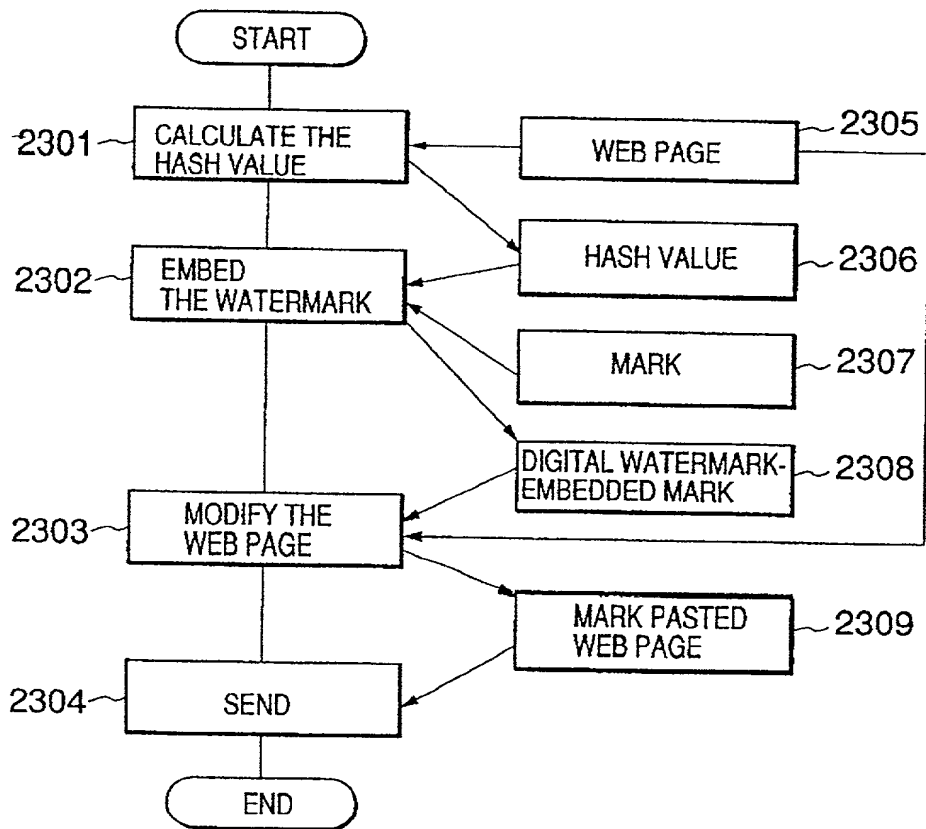 START
2301
CALCULATE THE
HASH VALUE
WEB PAGE
2305
HASH VALUE
2306
2302
EMBED
THE WATERMARK
MARK
2307
DIGITAL WATERMARK-
EMBEDDED MARK
2308
2303
MODIFY THE
WEB PAGE
MARK PASTED
WEB PAGE
2309
2304
SEND
END